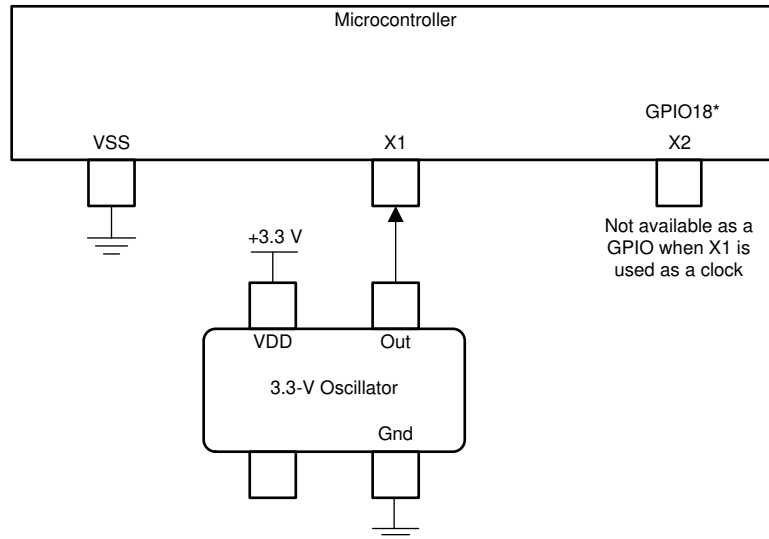 Microcontroller
GPIO18*
VSS
X1
X2
+3.3 V
Not available as a
GPIO when X1 is
used as a clock
VDD
Out
3.3-V Oscillator
Gnd